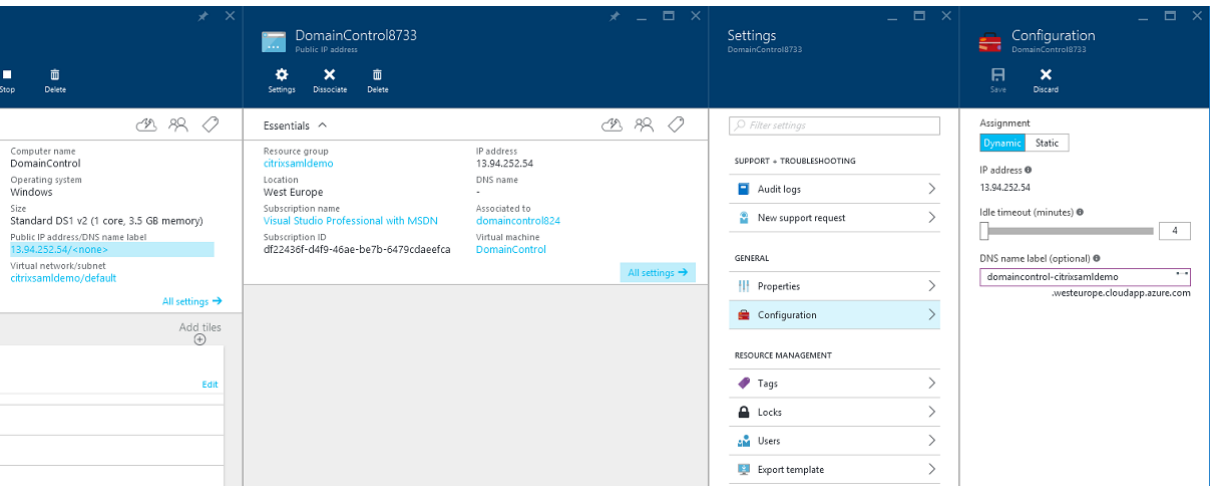 Stop
Delete
Computer name
DomainControl
Operating system
Windows
Size
Standard DS1 v2 (1 core, 3.5 GB memory)
Public IP address/DNS name label
13.94.252.54/<none>
Virtual network/subnet
citrixsamldemo/default
All settings →
Add tiles
Edit
DomainControl8733
Public IP address
Settings
Dissociate
Delete
Essentials
Resource group
citrixsamldemo
Location
West Europe
Subscription name
Visual Studio Professional with MSDN
Subscription ID
df22436f-d4f9-46ae-be7b-6479cdaeefca
IP address
13.94.252.54
DNS name
-
Associated to
domaincontrol824
Virtual machine
DomainControl
All settings →
Settings
DomainControl8733
Filter settings
SUPPORT + TROUBLESHOOTING
Audit logs
New support request
GENERAL
Properties
Configuration
RESOURCE MANAGEMENT
Tags
Locks
Users
Export template
Configuration
DomainControl8733
Save
Discard
Assignment
Dynamic
Static
IP address
13.94.252.54
Idle timeout (minutes)
4
DNS name label (optional)
domaincontrol-citrixsamldemo
.westeurope.cloudapp.azure.com